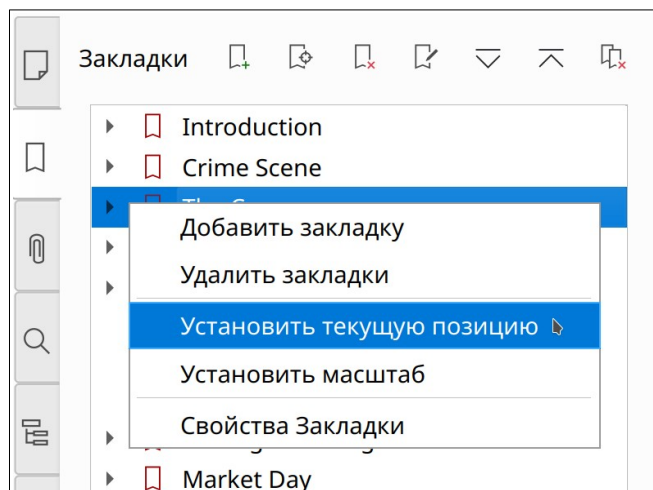 Закладки
Introduction
Crime Scene
Добавить закладку
Удалить закладки
Установить текущую позицию
Установить масштаб
Свойства Закладки
Market Day